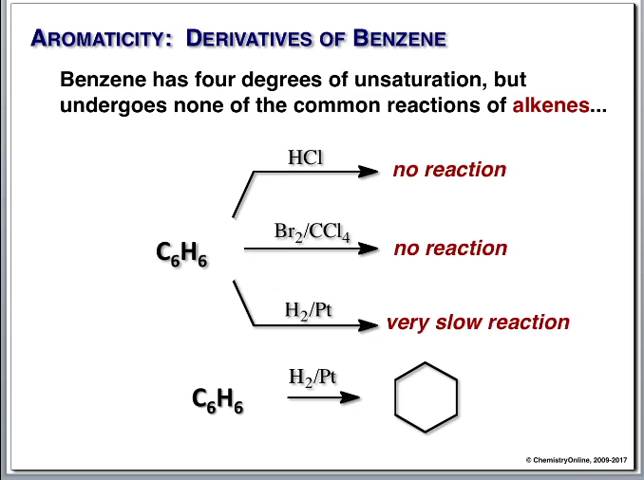 AROMATICITY: DERIVATIVES OF BENZENE
Benzene has four degrees of unsaturation, but
undergoes none of the common reactions of alkenes...
HCl
no reaction
C₆H₆
Br₂/CCl₄
no reaction
H₂/Pt
very slow reaction
C₆H₆
H₂/Pt
© ChemistryOnline, 2009-2017